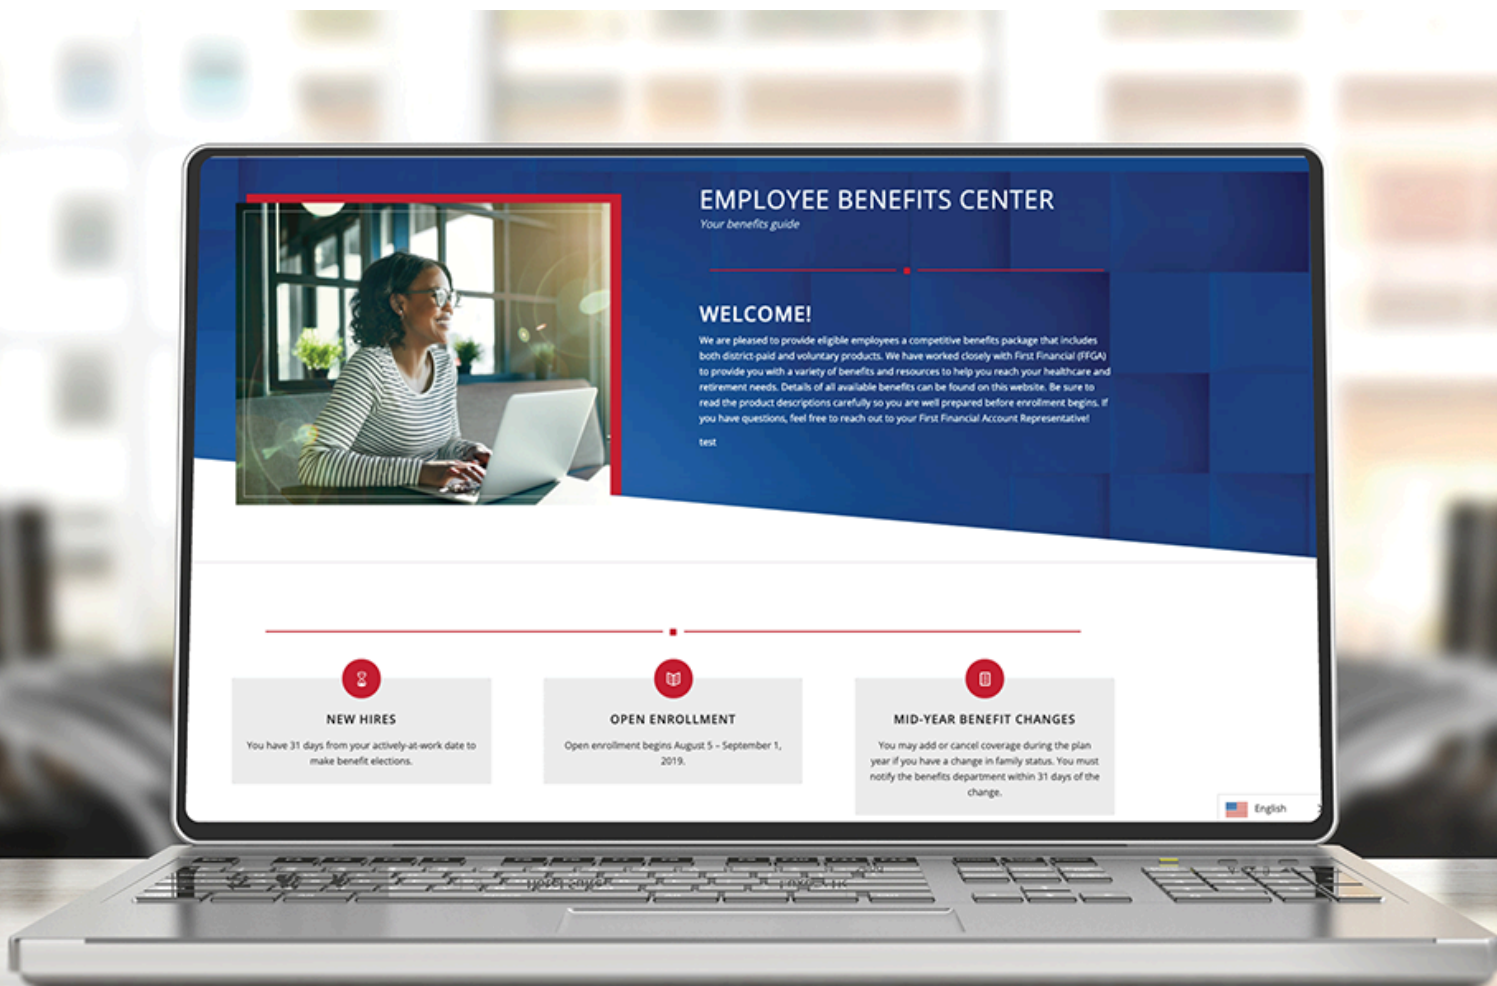 EMPLOYEE BENEFITS CENTER
Your benefits guide
WELCOME!
We are pleased to provide eligible employees a competitive benefits package that includes
both district-paid and voluntary products. We have worked closely with First Financial (FFGA)
to provide you with a variety of benefits and resources to help you reach your healthcare and
retirement needs. Details of all available benefits can be found on this website. Be sure to
read the product descriptions carefully so you are well prepared before enrollment begins. If
you have questions, feel free to reach out to your First Financial Account Representative!
test
NEW HIRES
You have 31 days from your actively-at-work date to
make benefit elections.
OPEN ENROLLMENT
Open enrollment begins August 5 – September 1,
2019.
MID-YEAR BENEFIT CHANGES
You may add or cancel coverage during the plan
year if you have a change in family status. You must
notify the benefits department within 31 days of the
change.
English